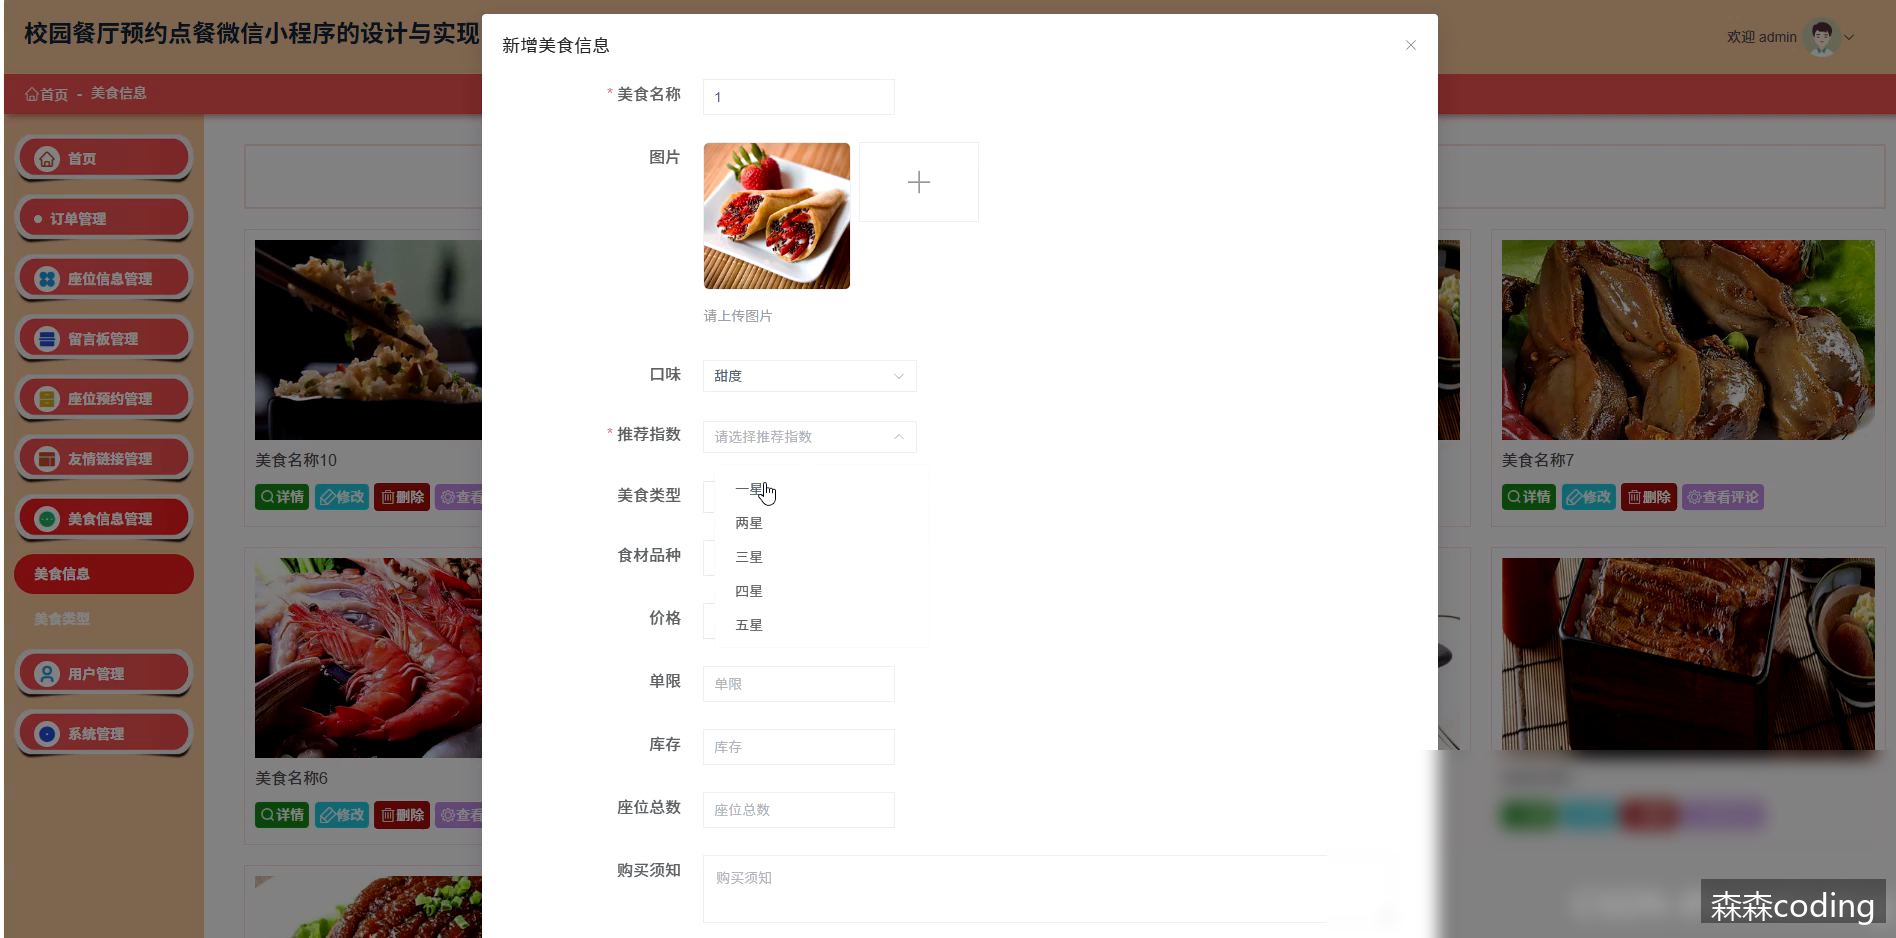 校园餐厅预约点餐微信小程序的设计与实现
欢迎 admin
首页 - 美食信息
首页
订单管理
座位信息管理
留言板管理
座位预约管理
友情链接管理
美食信息管理
美食信息
美食类型
用户管理
系统管理
美食名称10
详情 修改 删除 查看
美食名称6
详情 修改 删除 查看
新增美食信息
* 美食名称 1
图片
请上传图片
口味 甜度
* 推荐指数 请选择推荐指数
一星
两星
三星
四星
五星
美食类型
食材品种
价格
单限 单限
库存 库存
座位总数 座位总数
购买须知 购买须知
美食名称7
详情 修改 删除 查看评论
森森coding